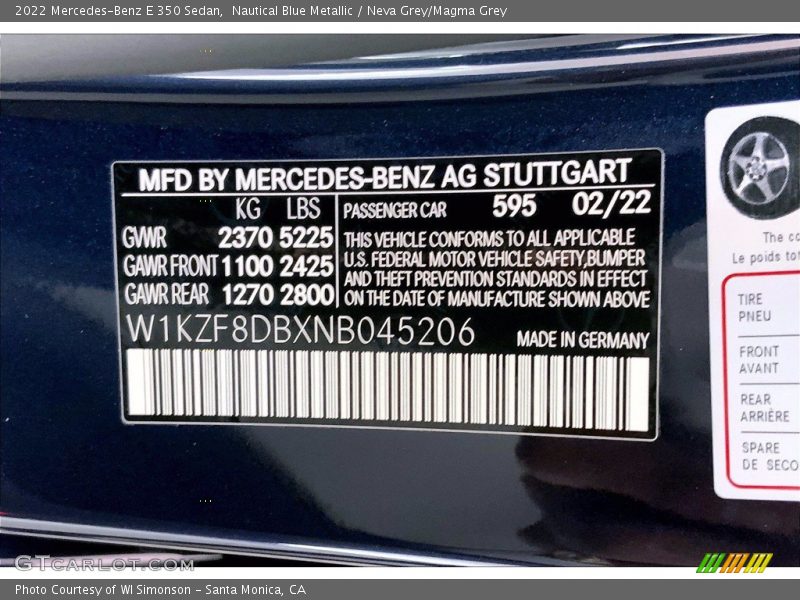 2022 Mercedes-Benz E 350 Sedan,  Nautical Blue Metallic / Neva Grey/Magma Grey
MFD BY MERCEDES-BENZ AG STUTTGART
KG LBS
GVWR 2370 5225
GAWR FRONT 1100 2425
GAWR REAR 1270 2800
PASSENGER CAR 595 02/22
THIS VEHICLE CONFORMS TO ALL APPLICABLE
U.S. FEDERAL MOTOR VEHICLE SAFETY,BUMPER
AND THEFT PREVENTION STANDARDS IN EFFECT
ON THE DATE OF MANUFACTURE SHOWN ABOVE
W1KZF8DBXNB045206 MADE IN GERMANY
The
Le poids
TIRE
PNEU
FRONT
AVANT
REAR
ARRIÈRE
SPARE
DE
GTCARLOT.COM
Photo Courtesy of WI Simonson - Santa Monica, CA